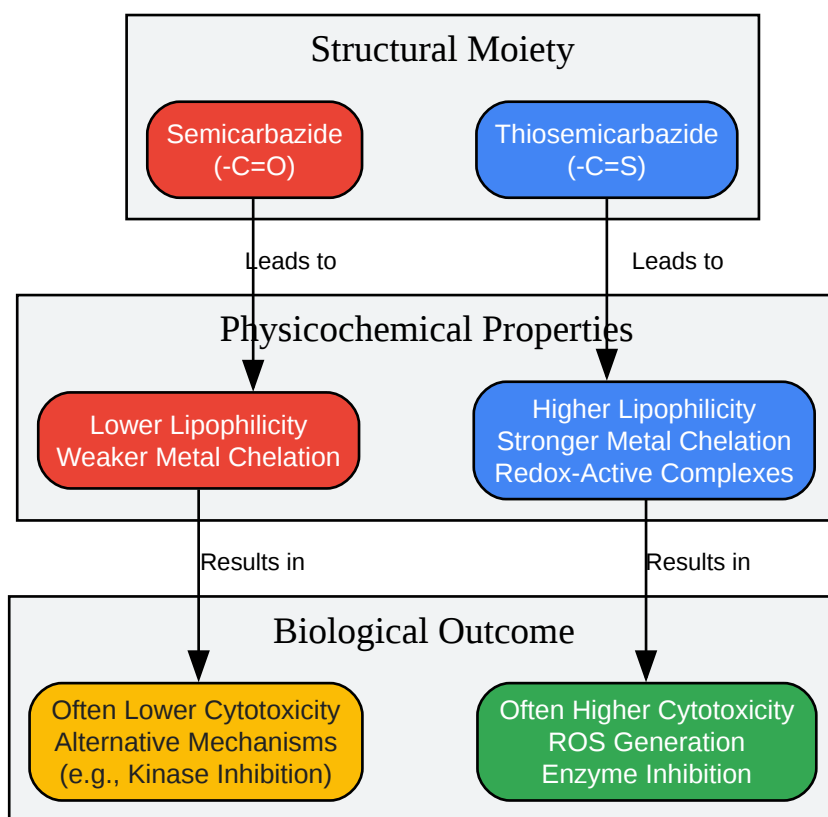 Structural Moiety
Semicarbazide
(-C=O)
Thiosemicarbazide
(-C=S)
Leads to
Leads to
Physicochemical Properties
Lower Lipophilicity
Weaker Metal Chelation
Higher Lipophilicity
Stronger Metal Chelation
Redox-Active Complexes
Results in
Results in
Biological Outcome
Often Lower Cytotoxicity
Alternative Mechanisms
(e.g., Kinase Inhibition)
Often Higher Cytotoxicity
ROS Generation
Enzyme Inhibition